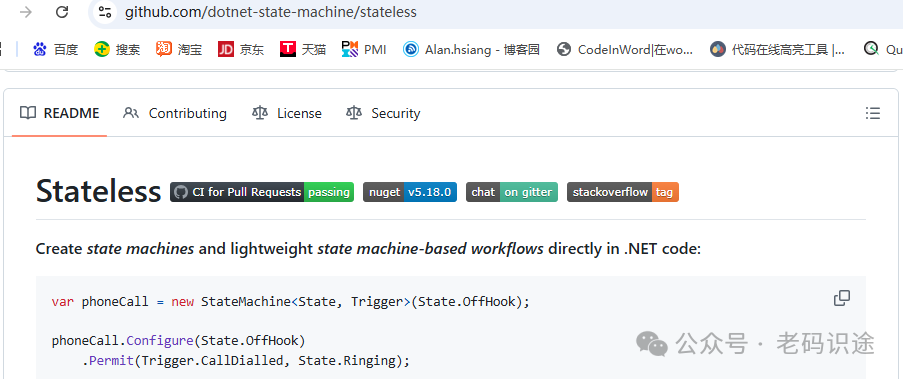 github.com/dotnet-state-machine/stateless
百度 搜索 淘宝 JD 京东 T 天猫 PMI Alan.hsiang - 博客园 CodeInWord|在wo... 代码在线高亮工具 |... Qu
README Contributing License Security
Stateless CI for Pull Requests passing nuget v5.18.0 chat on gitter stackoverflow tag
Create state machines and lightweight state machine-based workflows directly in .NET code:
var phoneCall = new StateMachine<State, Trigger>(State.OffHook);
phoneCall.Configure(State.OffHook)
.Permit(Trigger.CallDialled, State.Ringing);
公众号 · 老码识途